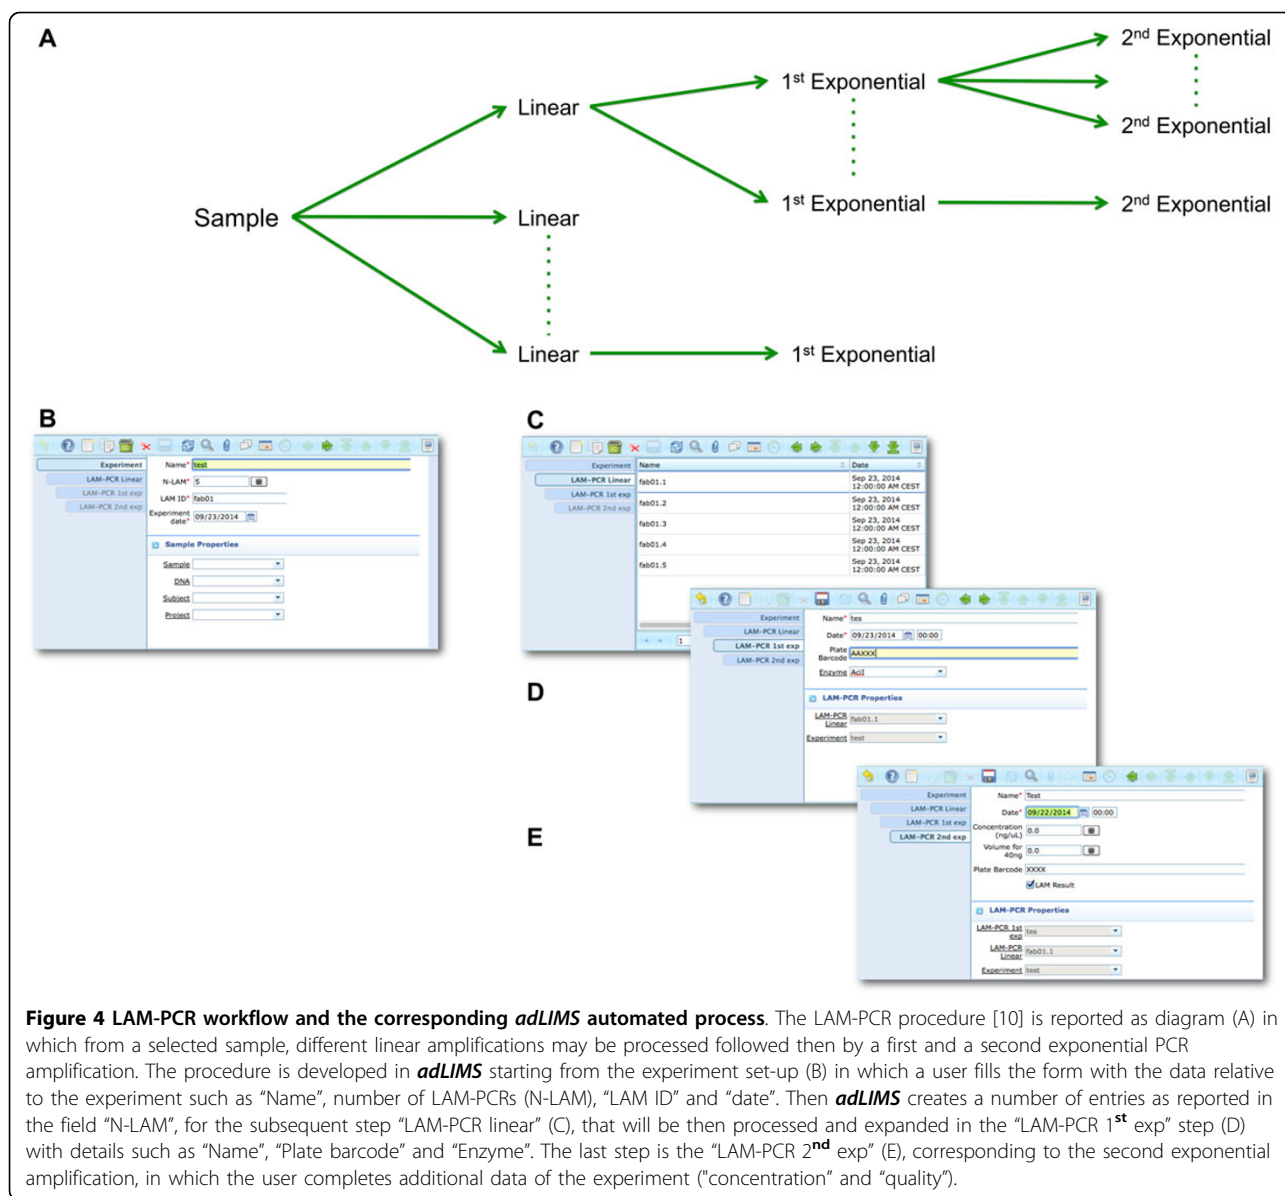 A
Sample
Linear
Linear
Linear
1st Exponential
1st Exponential
1st Exponential
2nd Exponential
2nd Exponential
2nd Exponential
B
Experiment
LAM-PCR Linear
LAM-PCR 1st exp
LAM-PCR 2nd exp
Name* test
N-LAM* 5
LAM ID* fab01
Experiment date* 09/23/2014
Sample Properties
Sample
DNA
Subject
Project
C
Experiment
LAM-PCR Linear
LAM-PCR 1st exp
LAM-PCR 2nd exp
Name Date
fab01.1 Sep 23, 2014 12:00:00 AM CEST
fab01.2 Sep 23, 2014 12:00:00 AM CEST
fab01.3 Sep 23, 2014 12:00:00 AM CEST
fab01.4 Sep 23, 2014 12:00:00 AM CEST
fab01.5 Sep 23, 2014 12:00:00 AM CEST
1
D
Experiment
LAM-PCR Linear
LAM-PCR 1st exp
LAM-PCR 2nd exp
Name* tes
Date* 09/23/2014 00:00
Plate Barcode AAXXX
Enzyme AciI
LAM-PCR Properties
LAM-PCR Linear fab01.1
Experiment test
E
Experiment
LAM-PCR Linear
LAM-PCR 1st exp
LAM-PCR 2nd exp
Name* Test
Date* 09/22/2014 00:00
Concentration (ng/uL) 0.0
Volume for 40ng 0.0
Plate Barcode XXXX
LAM Result
LAM-PCR Properties
LAM-PCR 1st exp tes
LAM-PCR Linear fab01.1
Experiment test
Figure 4 LAM-PCR workflow and the corresponding adLIMS automated process. The LAM-PCR procedure [10] is reported as diagram (A) in
which from a selected sample, different linear amplifications may be processed followed then by a first and a second exponential PCR
amplification. The procedure is developed in adLIMS starting from the experiment set-up (B) in which a user fills the form with the data relative
to the experiment such as “Name”, number of LAM-PCRs (N-LAM), “LAM ID” and “date”. Then adLIMS creates a number of entries as reported in
the field “N-LAM”, for the subsequent step “LAM-PCR linear” (C), that will be then processed and expanded in the “LAM-PCR 1st exp” step (D)
with details such as “Name”, “Plate barcode” and “Enzyme”. The last step is the “LAM-PCR 2nd exp” (E), corresponding to the second exponential
amplification, in which the user completes additional data of the experiment ("concentration” and “quality”).